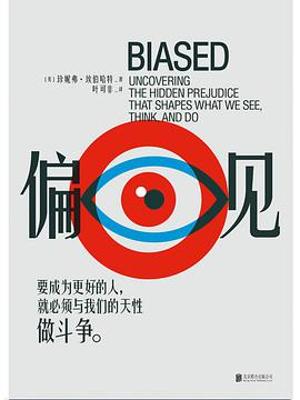 [美] 珍妮弗·埃伯哈特 著
叶可非 译
BIASED
UNCOVERING
THE HIDDEN PREJUDICE
THAT SHAPES WHAT WE SEE,
THINK, AND DO
偏见
要成为更好的人，
就必须与我们的天性
做斗争。